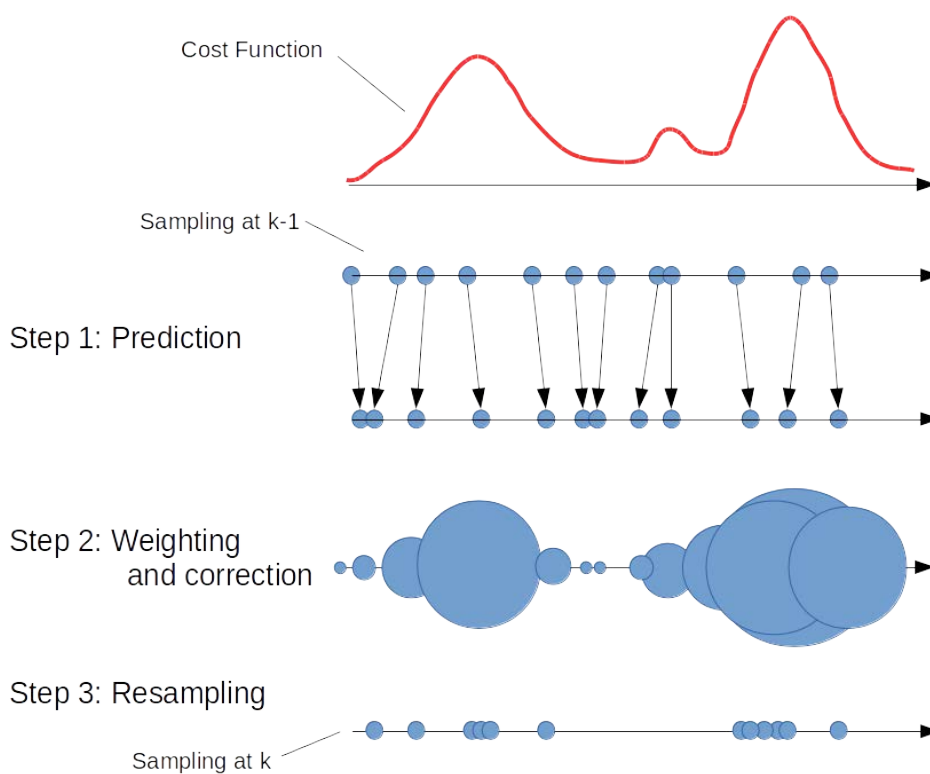 Cost Function
Sampling at k-1
Step 1: Prediction
Step 2: Weighting
and correction
Step 3: Resampling
Sampling at k